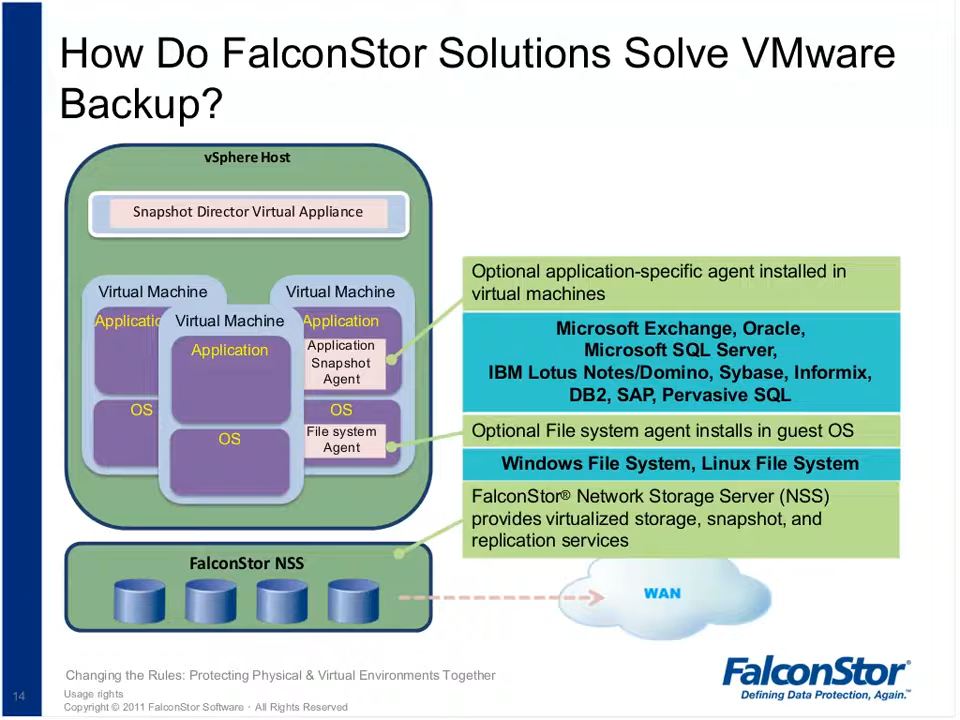 How Do FalconStor Solutions Solve VMware
Backup?
vSphere Host
Snapshot Director Virtual Appliance
Virtual Machine
Virtual Machine
Virtual Machine
Application
Application
Application
Application
Snapshot
Agent
OS
OS
OS
File system
Agent
Optional application-specific agent installed in
virtual machines
Microsoft Exchange, Oracle,
Microsoft SQL Server,
IBM Lotus Notes/Domino, Sybase, Informix,
DB2, SAP, Pervasive SQL
Optional File system agent installs in guest OS
Windows File System, Linux File System
FalconStor® Network Storage Server (NSS)
provides virtualized storage, snapshot, and
replication services
FalconStor NSS
WAN
Changing the Rules: Protecting Physical & Virtual Environments Together
14
Usage rights
Copyright © 2011 FalconStor Software · All Rights Reserved
FalconStor®
Defining Data Protection, Again.™